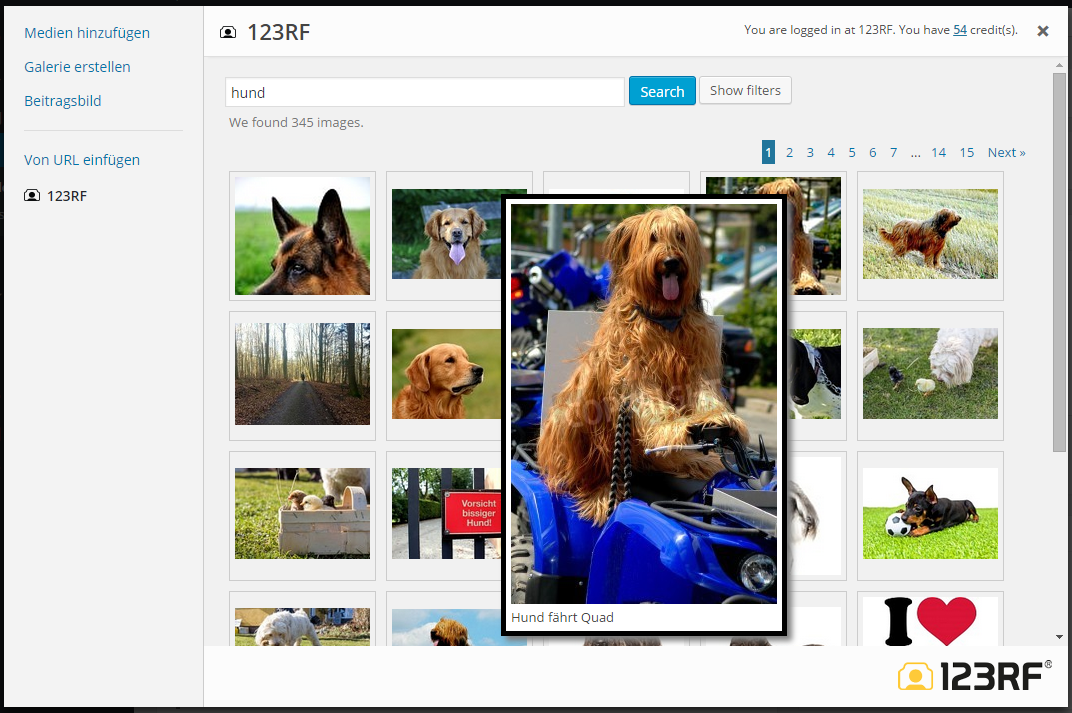 Medien hinzufügen
Galerie erstellen
Beitragsbild
Von URL einfügen
123RF
123RF
You are logged in at 123RF. You have 54 credit(s).
hund
Search
Show filters
We found 345 images.
1 2 3 4 5 6 7 ... 14 15 Next »
Vorsicht
bissiger
Hund!
Hund fährt Quad
I
123RF®